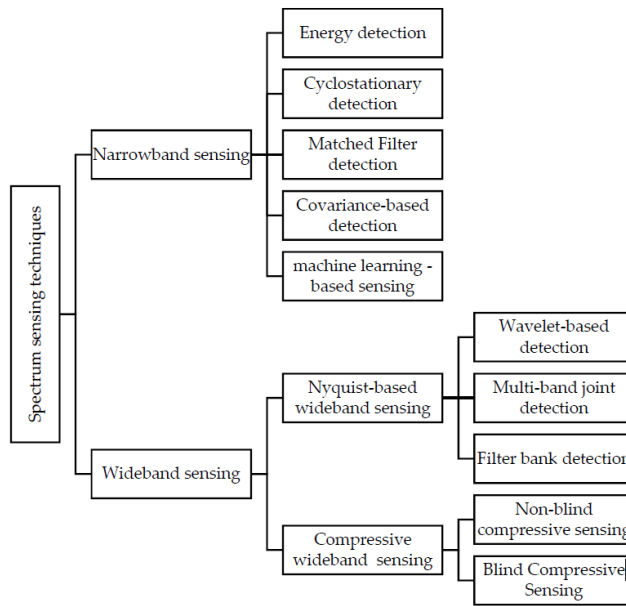 Spectrum sensing techniques
Narrowband sensing
Energy detection
Cyclostationary
detection
Matched Filter
detection
Covariance-based
detection
machine learning -
based sensing
Wideband sensing
Nyquist-based
wideband sensing
Wavelet-based
detection
Multi-band joint
detection
Filter bank detection
Compressive
wideband sensing
Non-blind
compressive sensing
Blind Compressive
Sensing